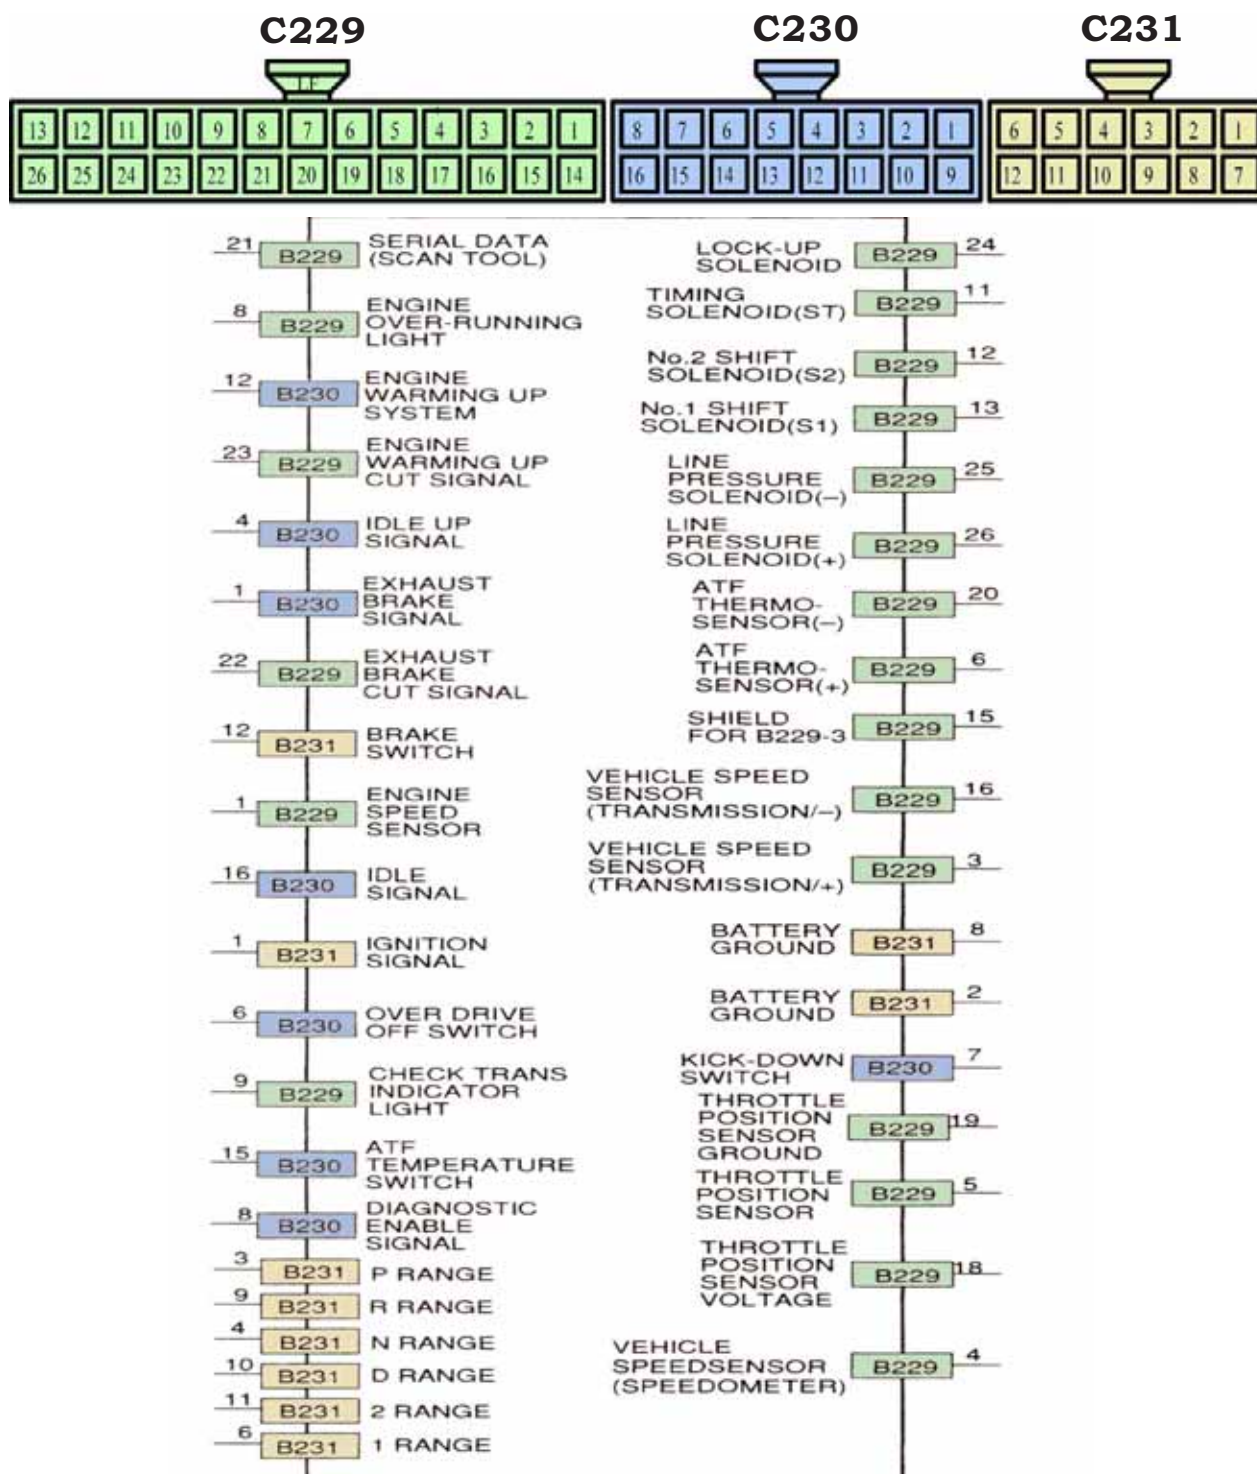 C229
C230
C231
LF
13 12 11 10 9 8 7 6 5 4 3 2 1
26 25 24 23 22 21 20 19 18 17 16 15 14
8 7 6 5 4 3 2 1
16 15 14 13 12 11 10 9
6 5 4 3 2 1
12 11 10 9 8 7
21 B229 SERIAL DATA
(SCAN TOOL)
8 B229 ENGINE
OVER-RUNNING
LIGHT
12 B230 ENGINE
WARMING UP
SYSTEM
23 B229 ENGINE
WARMING UP
CUT SIGNAL
4 B230 IDLE UP
SIGNAL
1 B230 EXHAUST
BRAKE
SIGNAL
22 B229 EXHAUST
BRAKE
CUT SIGNAL
12 B231 BRAKE
SWITCH
1 B229 ENGINE
SPEED
SENSOR
16 B230 IDLE
SIGNAL
1 B231 IGNITION
SIGNAL
6 B230 OVER DRIVE
OFF SWITCH
9 B229 CHECK TRANS
INDICATOR
LIGHT
15 B230 ATF
TEMPERATURE
SWITCH
8 B230 DIAGNOSTIC
ENABLE
SIGNAL
3 B231 P RANGE
9 B231 R RANGE
4 B231 N RANGE
10 B231 D RANGE
11 B231 2 RANGE
6 B231 1 RANGE
LOCK-UP
SOLENOID B229 24
TIMING
SOLENOID(ST) B229 11
No.2 SHIFT
SOLENOID(S2) B229 12
No.1 SHIFT
SOLENOID(S1) B229 13
LINE
PRESSURE
SOLENOID(–) B229 25
LINE
PRESSURE
SOLENOID(+) B229 26
ATF
THERMO-
SENSOR(–) B229 20
ATF
THERMO-
SENSOR(+) B229 6
SHIELD
FOR B229-3 B229 15
VEHICLE SPEED
SENSOR
(TRANSMISSION/–) B229 16
VEHICLE SPEED
SENSOR
(TRANSMISSION/+) B229 3
BATTERY
GROUND B231 8
BATTERY
GROUND B231 2
KICK-DOWN
SWITCH B230 7
THROTTLE
POSITION
SENSOR
GROUND B229 19
THROTTLE
POSITION
SENSOR B229 5
THROTTLE
POSITION
SENSOR
VOLTAGE B229 18
VEHICLE
SPEEDSENSOR
(SPEEDOMETER) B229 4